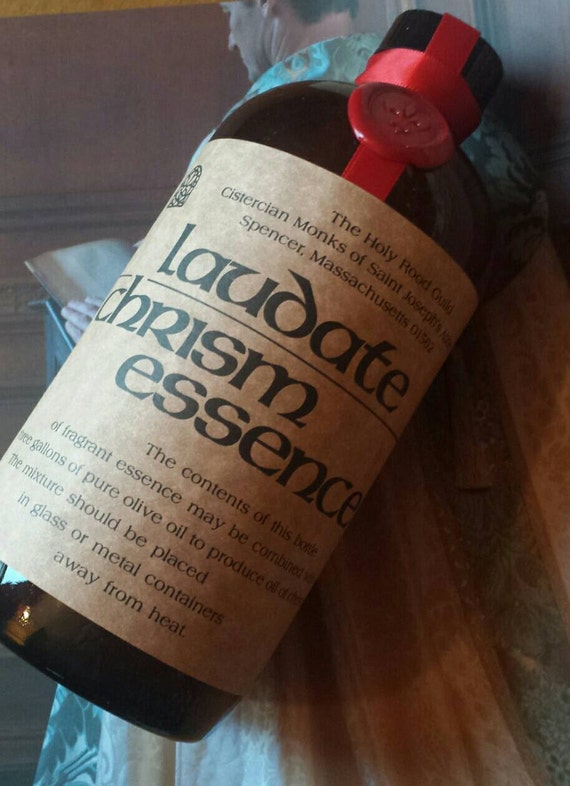 The Holy Rood Guild
Cistercian Monks of Saint Joseph's
Spencer, Massachusetts 01562
laudate
chrism
essence
The contents of this bottle
of fragrant essence may be combined
three gallons of pure olive oil to produce oil of
The mixture should be placed
in glass or metal containers
away from heat